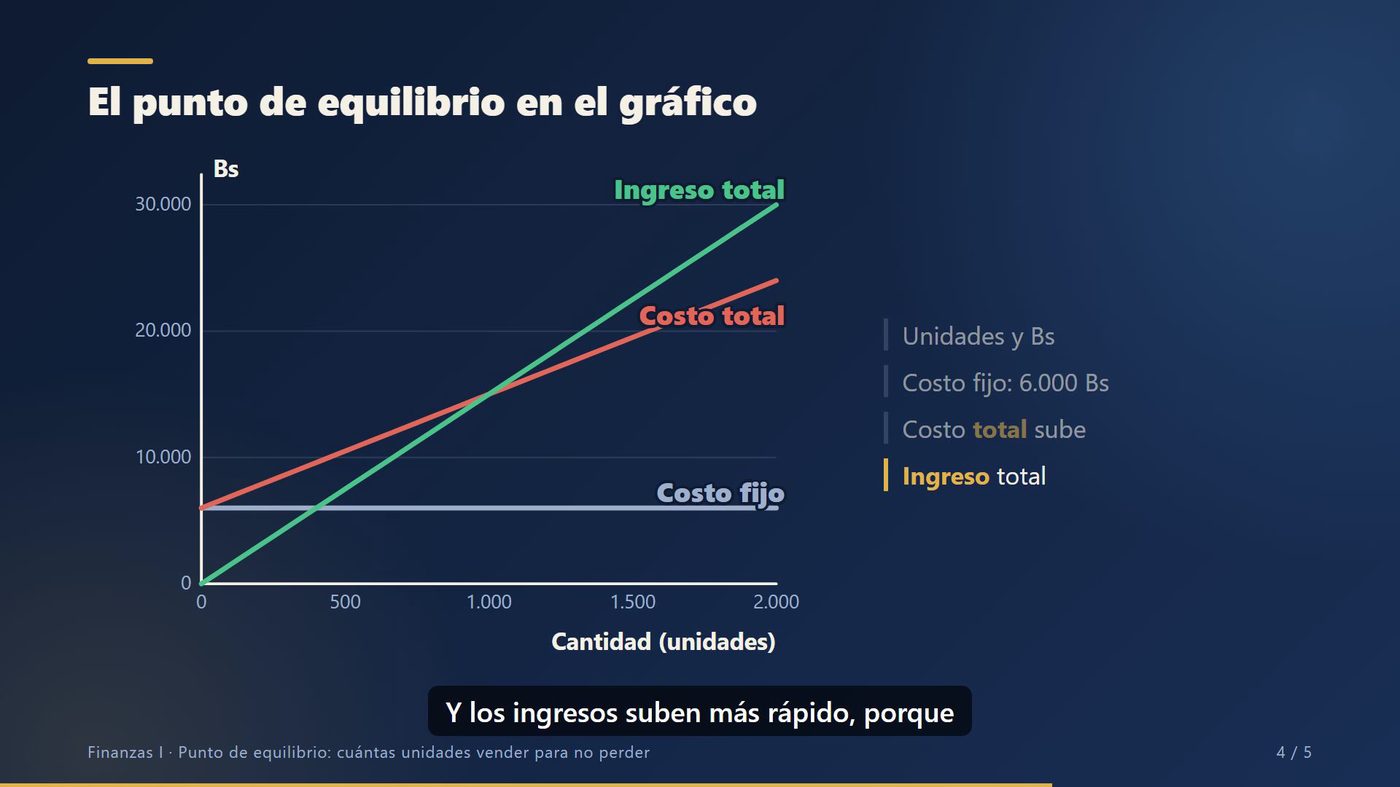 El punto de equilibrio en el gráfico
Bs
30.000
20.000
10.000
0
0 500 1.000 1.500 2.000
Cantidad (unidades)
Ingreso total
Costo total
Costo fijo
Unidades y Bs
Costo fijo: 6.000 Bs
Costo total sube
Ingreso total
Y los ingresos suben más rápido, porque
Finanzas I · Punto de equilibrio: cuántas unidades vender para no perder
4 / 5